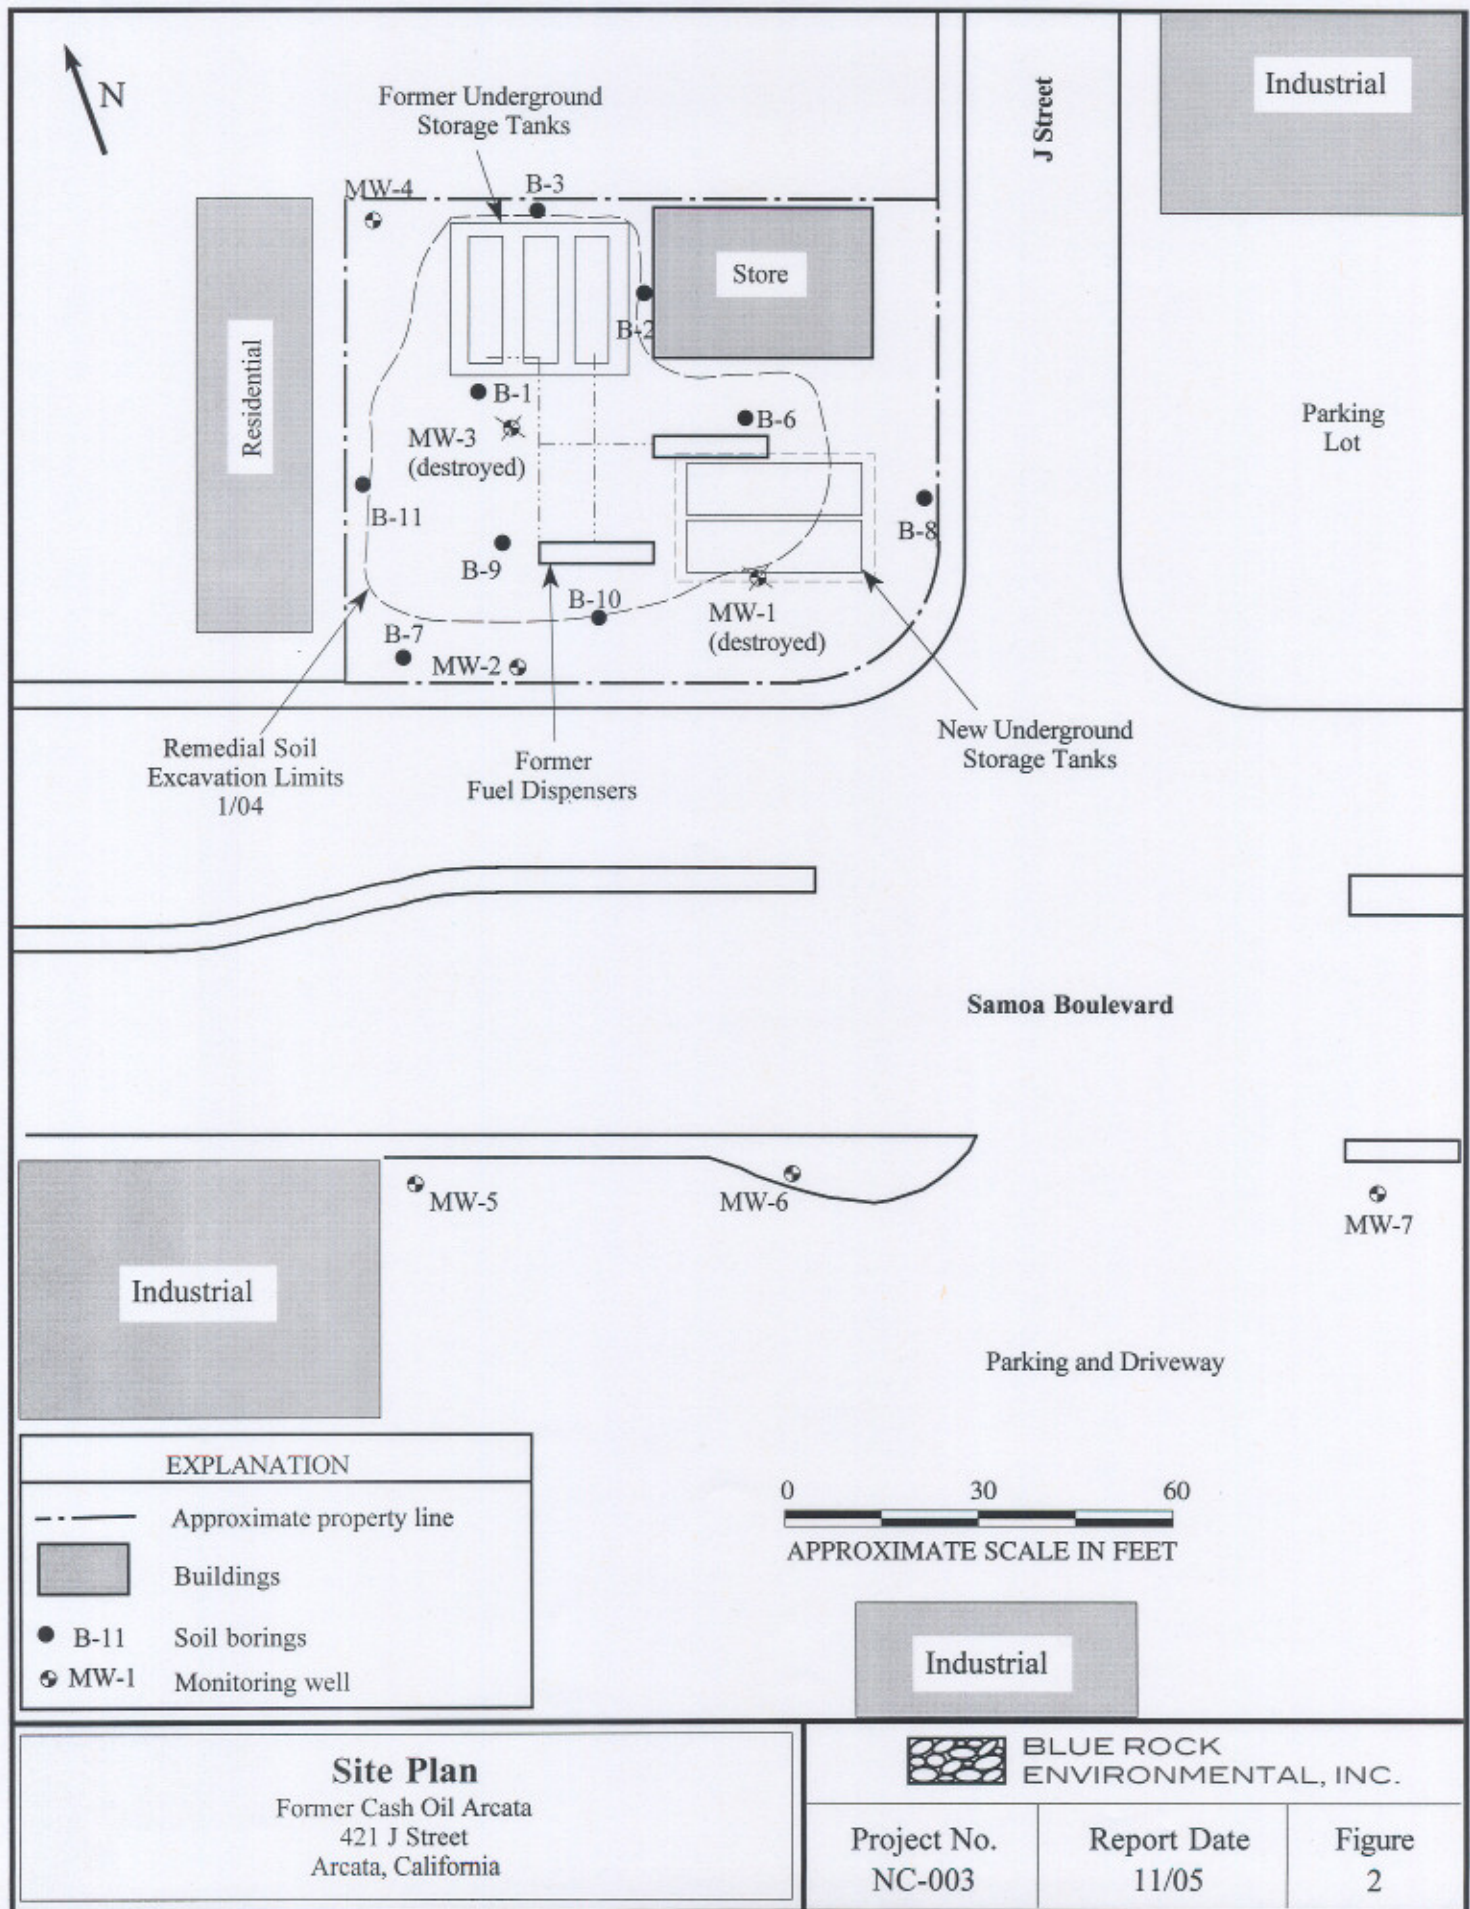 N
Former Underground
Storage Tanks
J Street
Industrial
MW-4
B-3
Store
B-2
Residential
B-1
MW-3
(destroyed)
B-6
Parking
Lot
B-11
B-8
B-9
B-10
MW-1
(destroyed)
B-7
MW-2
Remedial Soil
Excavation Limits
1/04
Former
Fuel Dispensers
New Underground
Storage Tanks
Samoa Boulevard
MW-5
MW-6
MW-7
Industrial
Parking and Driveway
EXPLANATION
Approximate property line
Buildings
B-11 Soil borings
MW-1 Monitoring well
0 30 60
APPROXIMATE SCALE IN FEET
Industrial
Site Plan
Former Cash Oil Arcata
421 J Street
Arcata, California
BLUE ROCK
ENVIRONMENTAL, INC.
Project No.
NC-003
Report Date
11/05
Figure
2